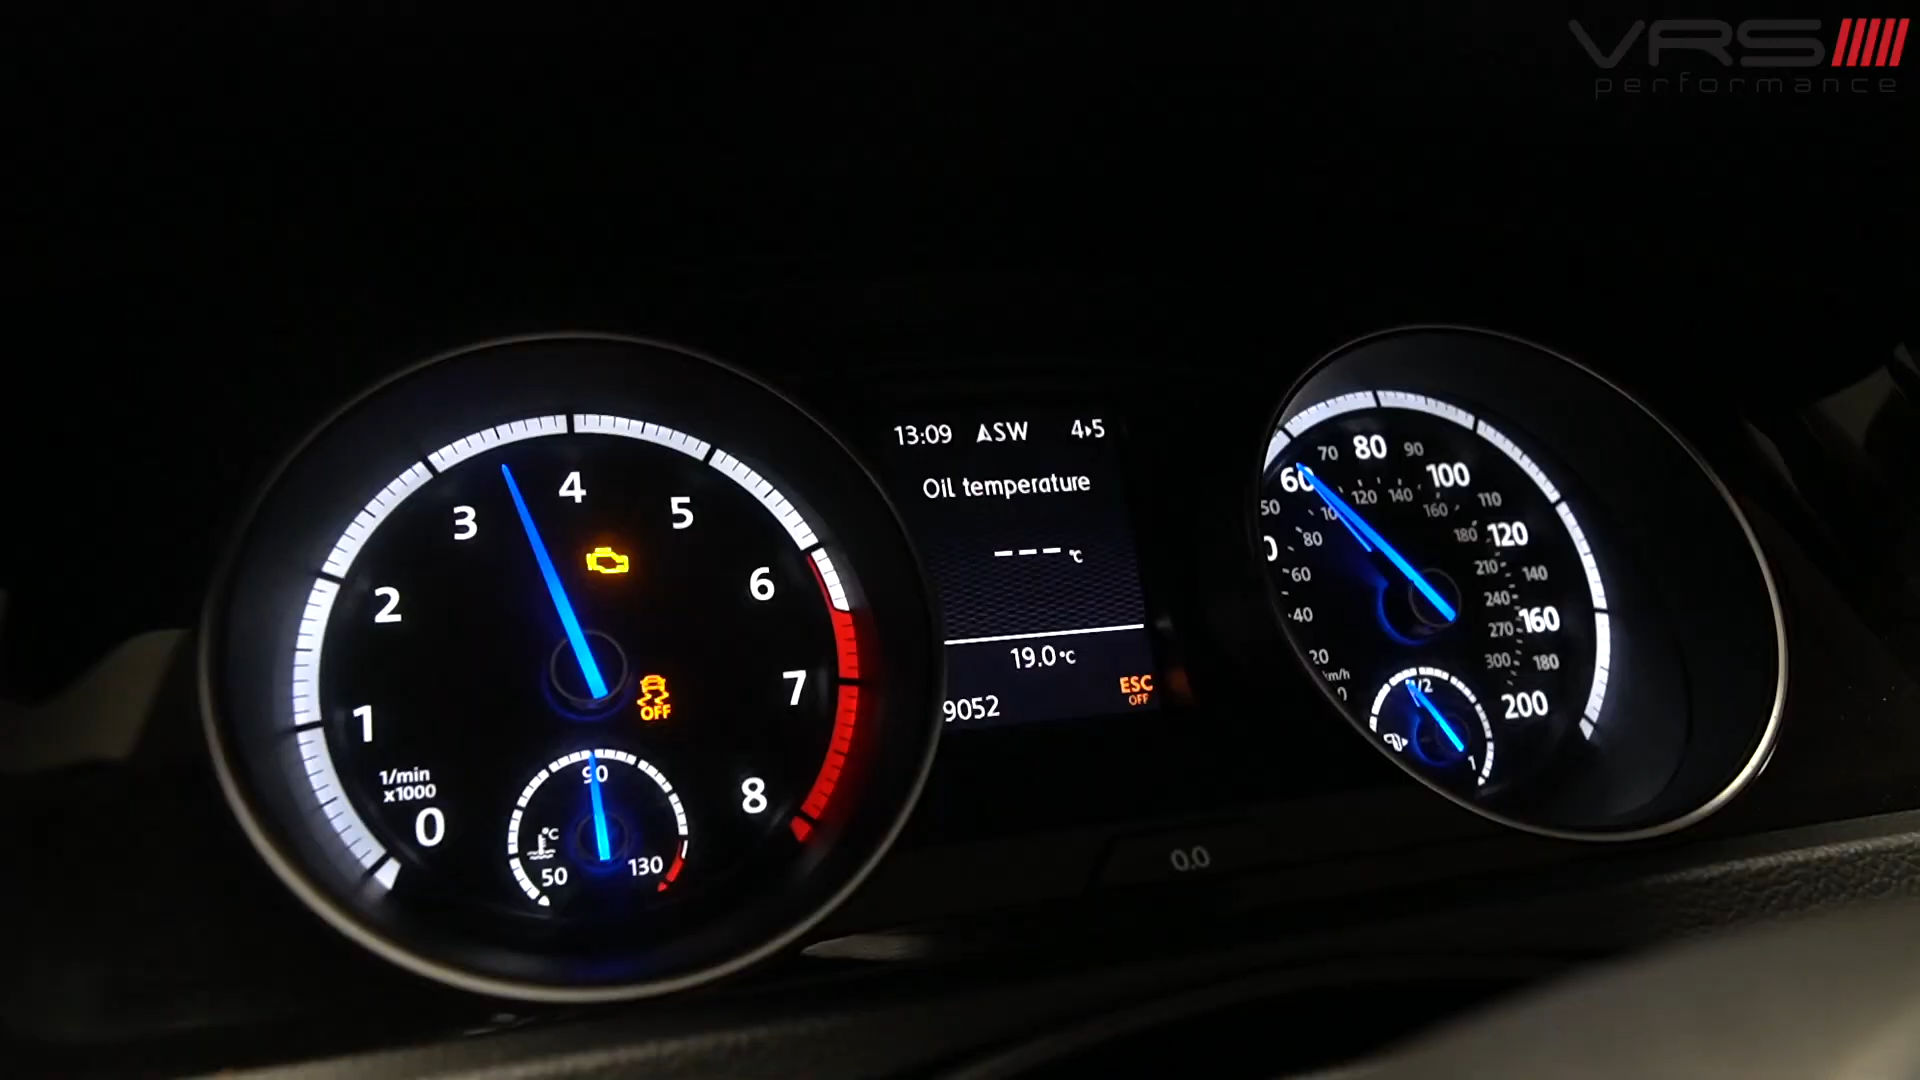 VRS
performance
13:09 ASW 4▸5
Oil temperature
--- °C
19.0 °C
9052 ESC OFF
0.0
0 1 2 3 4 5 6 7 8
1/min
x1000
OFF
°C
50 90 130
60 80 100 120 160 200
50 70 90 110 140 180
20 40 60 80 120 140 160 180 210 240 270 300
km/h
1/2 1